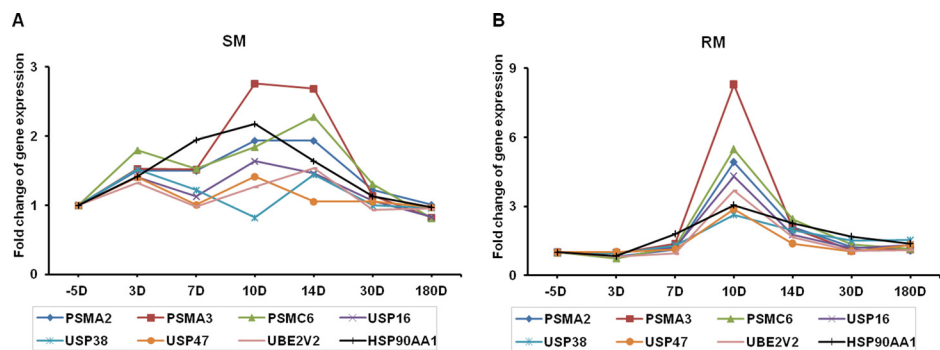 A
SM
Fold change of gene expression
3
2
1
0
-5D 3D 7D 10D 14D 30D 180D
PSMA2 PSMA3 PSMC6 USP16
USP38 USP47 UBE2V2 HSP90AA1
B
RM
Fold change of gene expression
9
6
3
0
-5D 3D 7D 10D 14D 30D 180D
PSMA2 PSMA3 PSMC6 USP16
USP38 USP47 UBE2V2 HSP90AA1